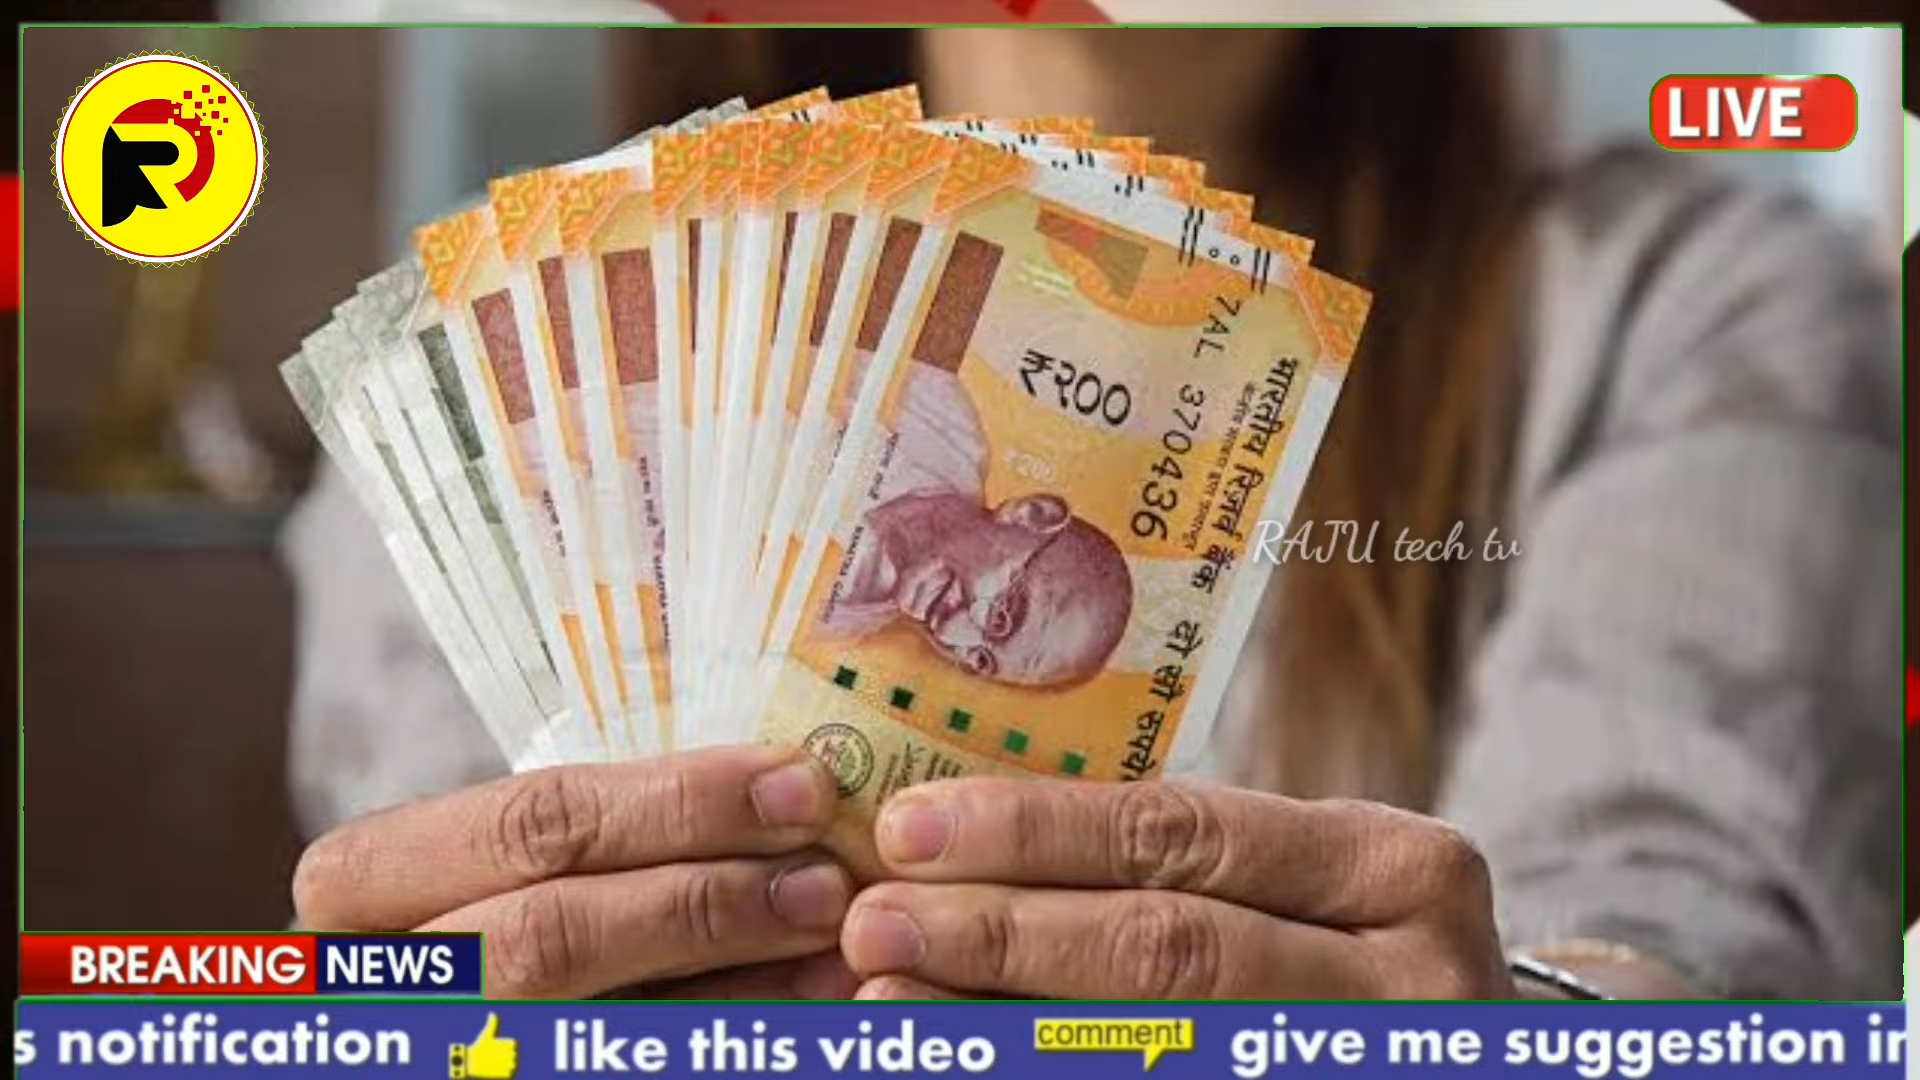 LIVE
₹२००
7AL 370436
भारतीय रिज़र्व बैंक
दो सौ रुपये
RAJU tech tv
BREAKING NEWS
s notification
like this video
comment
give me suggestion in